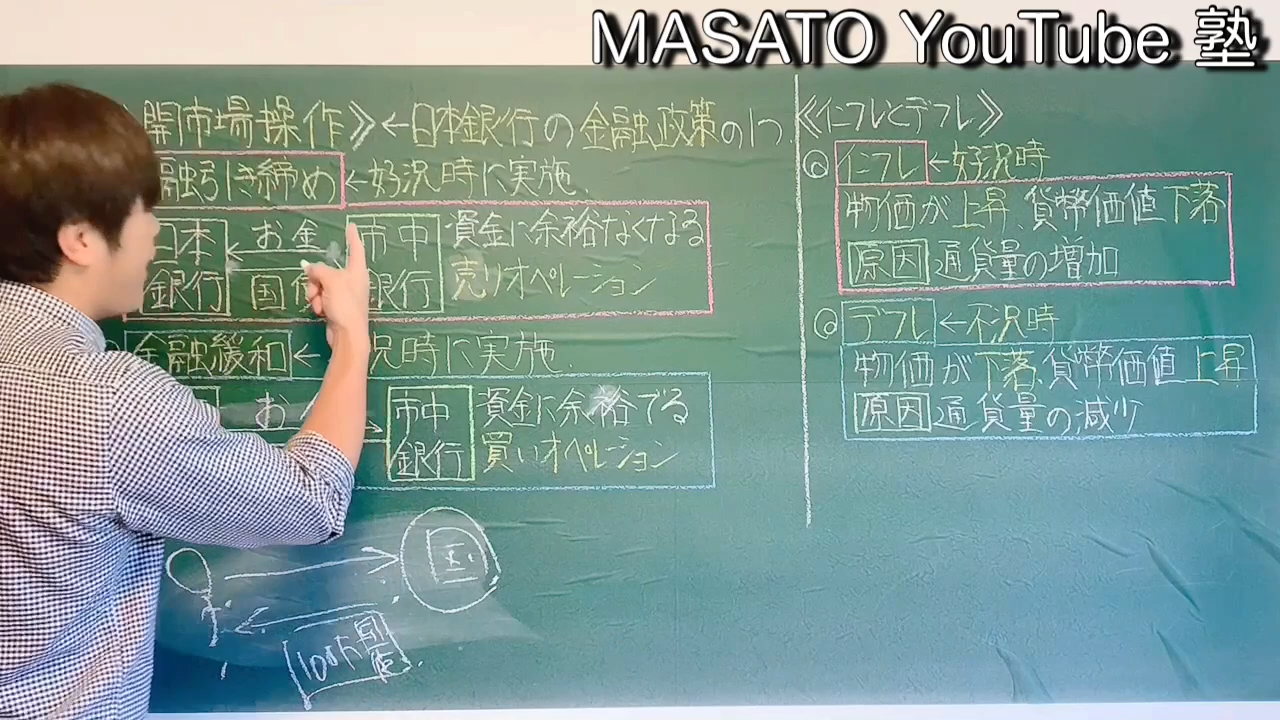 MASATO YouTube 塾
開市場操作》←日本銀行の金融政策の1つ
融引き締め←好況時に実施.
日本銀行
お金
国債
市中銀行
資金に余裕なくなる
売りオペレーション
金融緩和←況時に実施.
お
市中銀行
資金に余裕でる
買いオペレーション
国
100万
《インフレとデフレ》
◎インフレ←好況時
物価が上昇、貨幣価値下落
原因 通貨量の増加
◎デフレ←不況時
物価が下落、貨幣価値上昇
原因 通貨量の減少